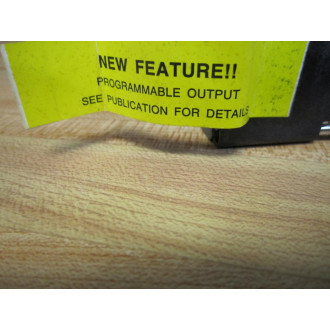 NEW FEATURE!!
PROGRAMMABLE OUTPUT
SEE PUBLICATION FOR DETAILS